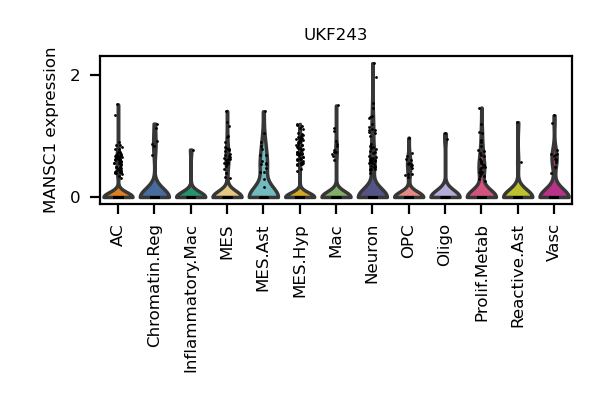 UKF243
MANSC1 expression
2
0
AC
Chromatin.Reg
Inflammatory.Mac
MES
MES.Ast
MES.Hyp
Mac
Neuron
OPC
Oligo
Prolif.Metab
Reactive.Ast
Vasc